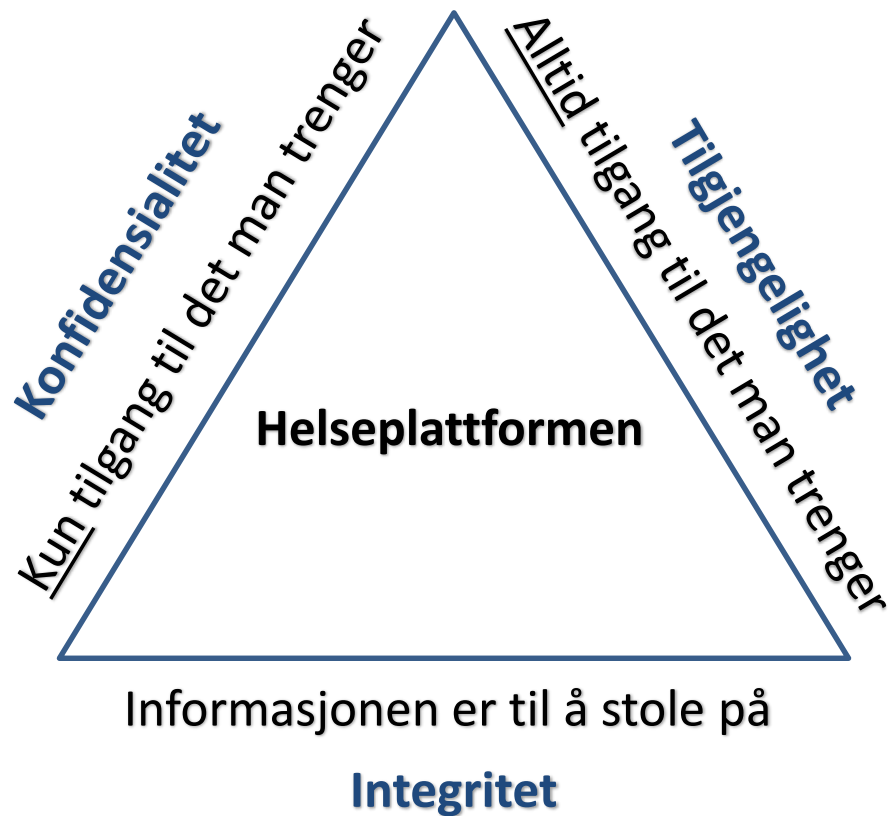 Konfidensialitet
Kun tilgang til det man trenger
Alltid tilgang til det man trenger
Tilgjengelighet
Helseplattformen
Informasjonen er til å stole på
Integritet